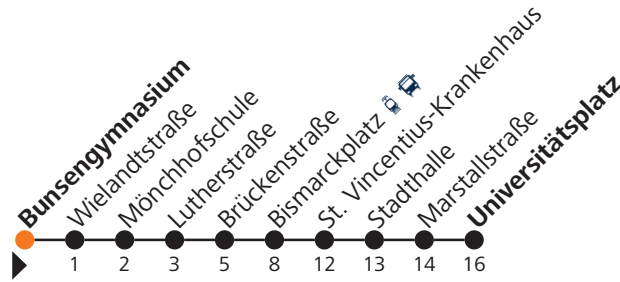 Bunsengymnasium
Wielandtstraße
Mönchhofschule
Lutherstraße
Brückenstraße
Bismarckplatz
St. Vincentius-Krankenhaus
Stadthalle
Marstallstraße
Universitätsplatz
1 2 3 5 8 12 13 14 16